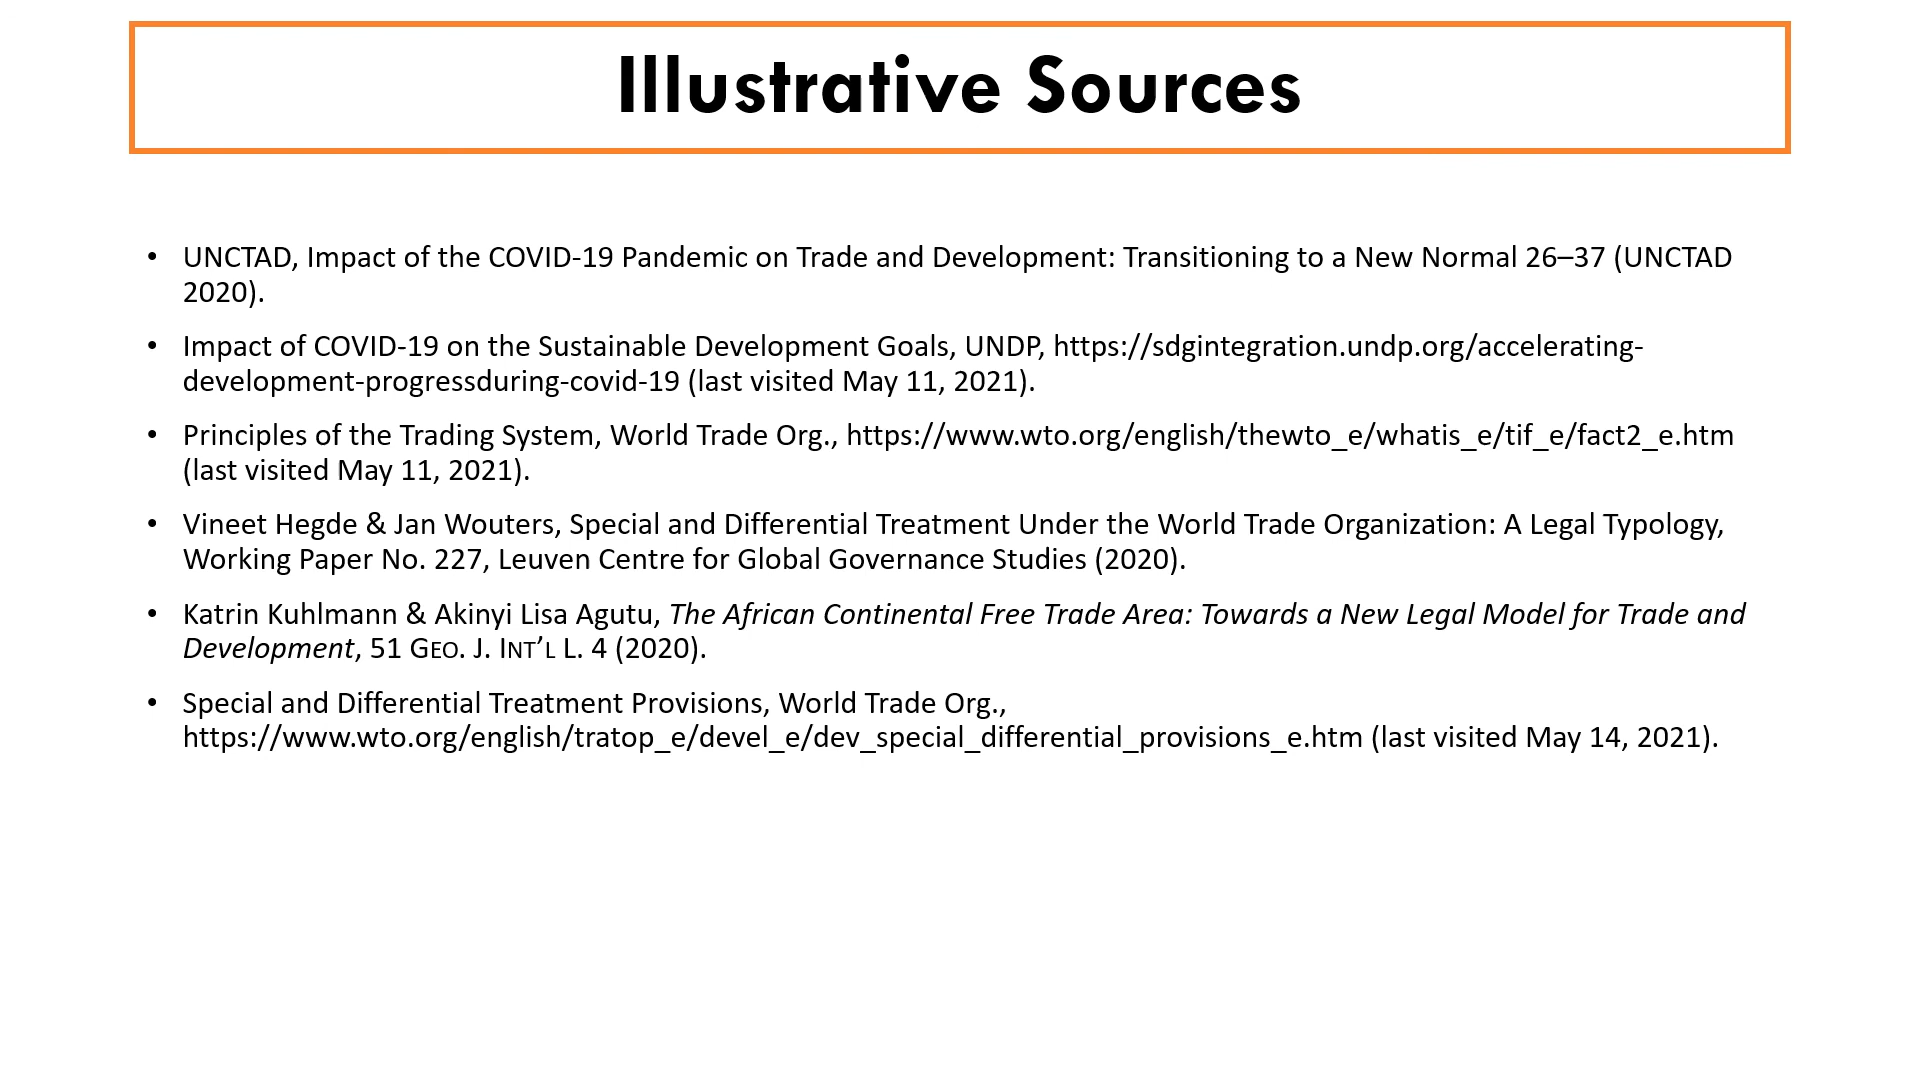 Illustrative Sources
• UNCTAD, Impact of the COVID-19 Pandemic on Trade and Development: Transitioning to a New Normal 26–37 (UNCTAD
2020).
• Impact of COVID-19 on the Sustainable Development Goals, UNDP, https://sdgintegration.undp.org/accelerating-
development-progressduring-covid-19 (last visited May 11, 2021).
• Principles of the Trading System, World Trade Org., https://www.wto.org/english/thewto_e/whatis_e/tif_e/fact2_e.htm
(last visited May 11, 2021).
• Vineet Hegde & Jan Wouters, Special and Differential Treatment Under the World Trade Organization: A Legal Typology,
Working Paper No. 227, Leuven Centre for Global Governance Studies (2020).
• Katrin Kuhlmann & Akinyi Lisa Agutu, The African Continental Free Trade Area: Towards a New Legal Model for Trade and
Development, 51 GEO. J. INT’L L. 4 (2020).
• Special and Differential Treatment Provisions, World Trade Org.,
https://www.wto.org/english/tratop_e/devel_e/dev_special_differential_provisions_e.htm (last visited May 14, 2021).